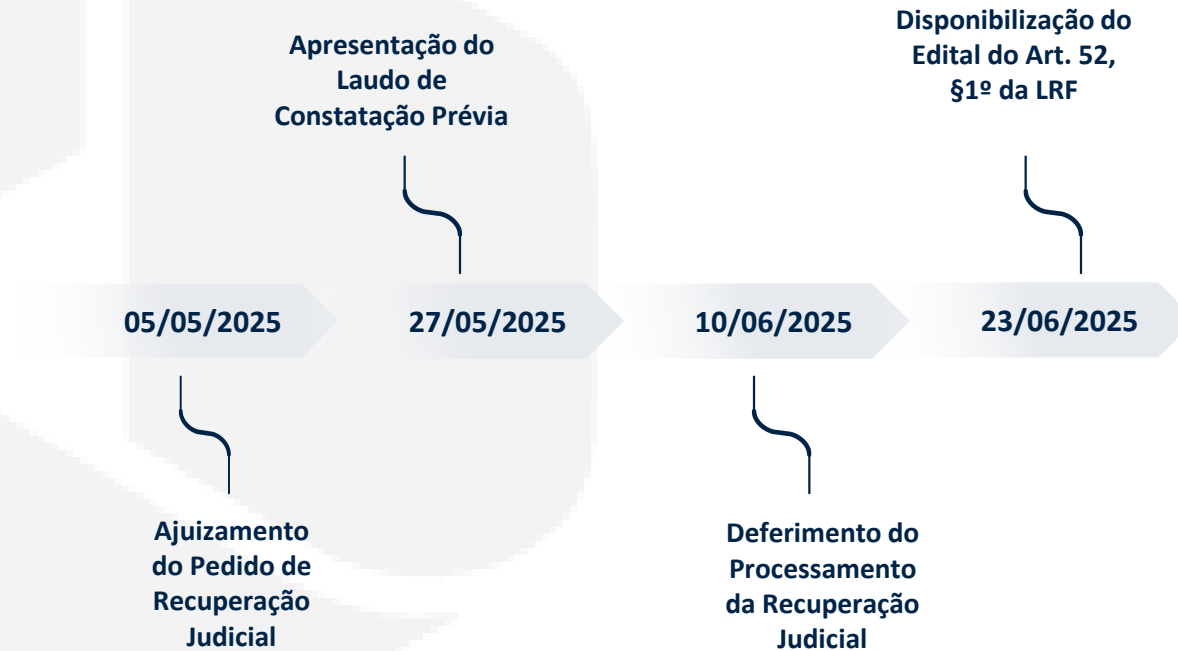 Apresentação do
Laudo de
Constatação Prévia
Disponibilização do
Edital do Art. 52,
§1º da LRF
05/05/2025
27/05/2025
10/06/2025
23/06/2025
Ajuizamento
do Pedido de
Recuperação
Judicial
Deferimento do
Processamento
da Recuperação
Judicial